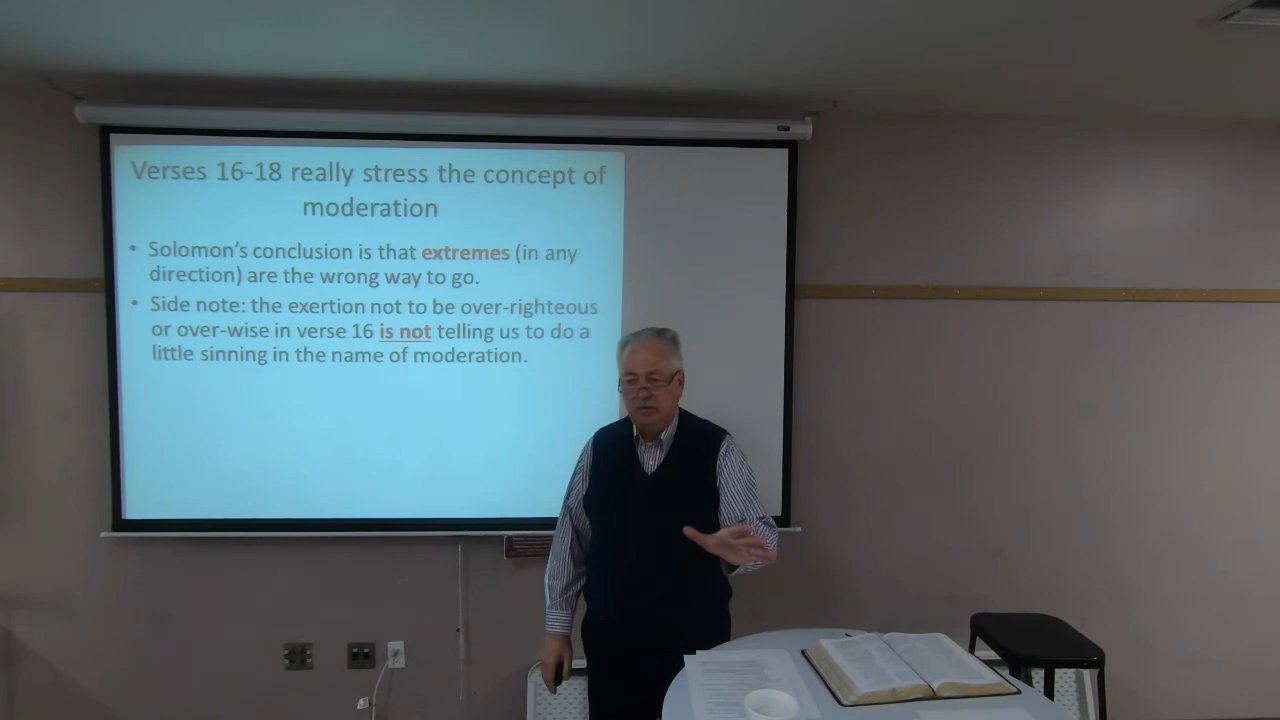 Verses 16-18 really stress the concept of
moderation
• Solomon's conclusion is that extremes (in any
direction) are the wrong way to go.
• Side note: the exertion not to be over-righteous
or over-wise in verse 16 is not telling us to do a
little sinning in the name of moderation.